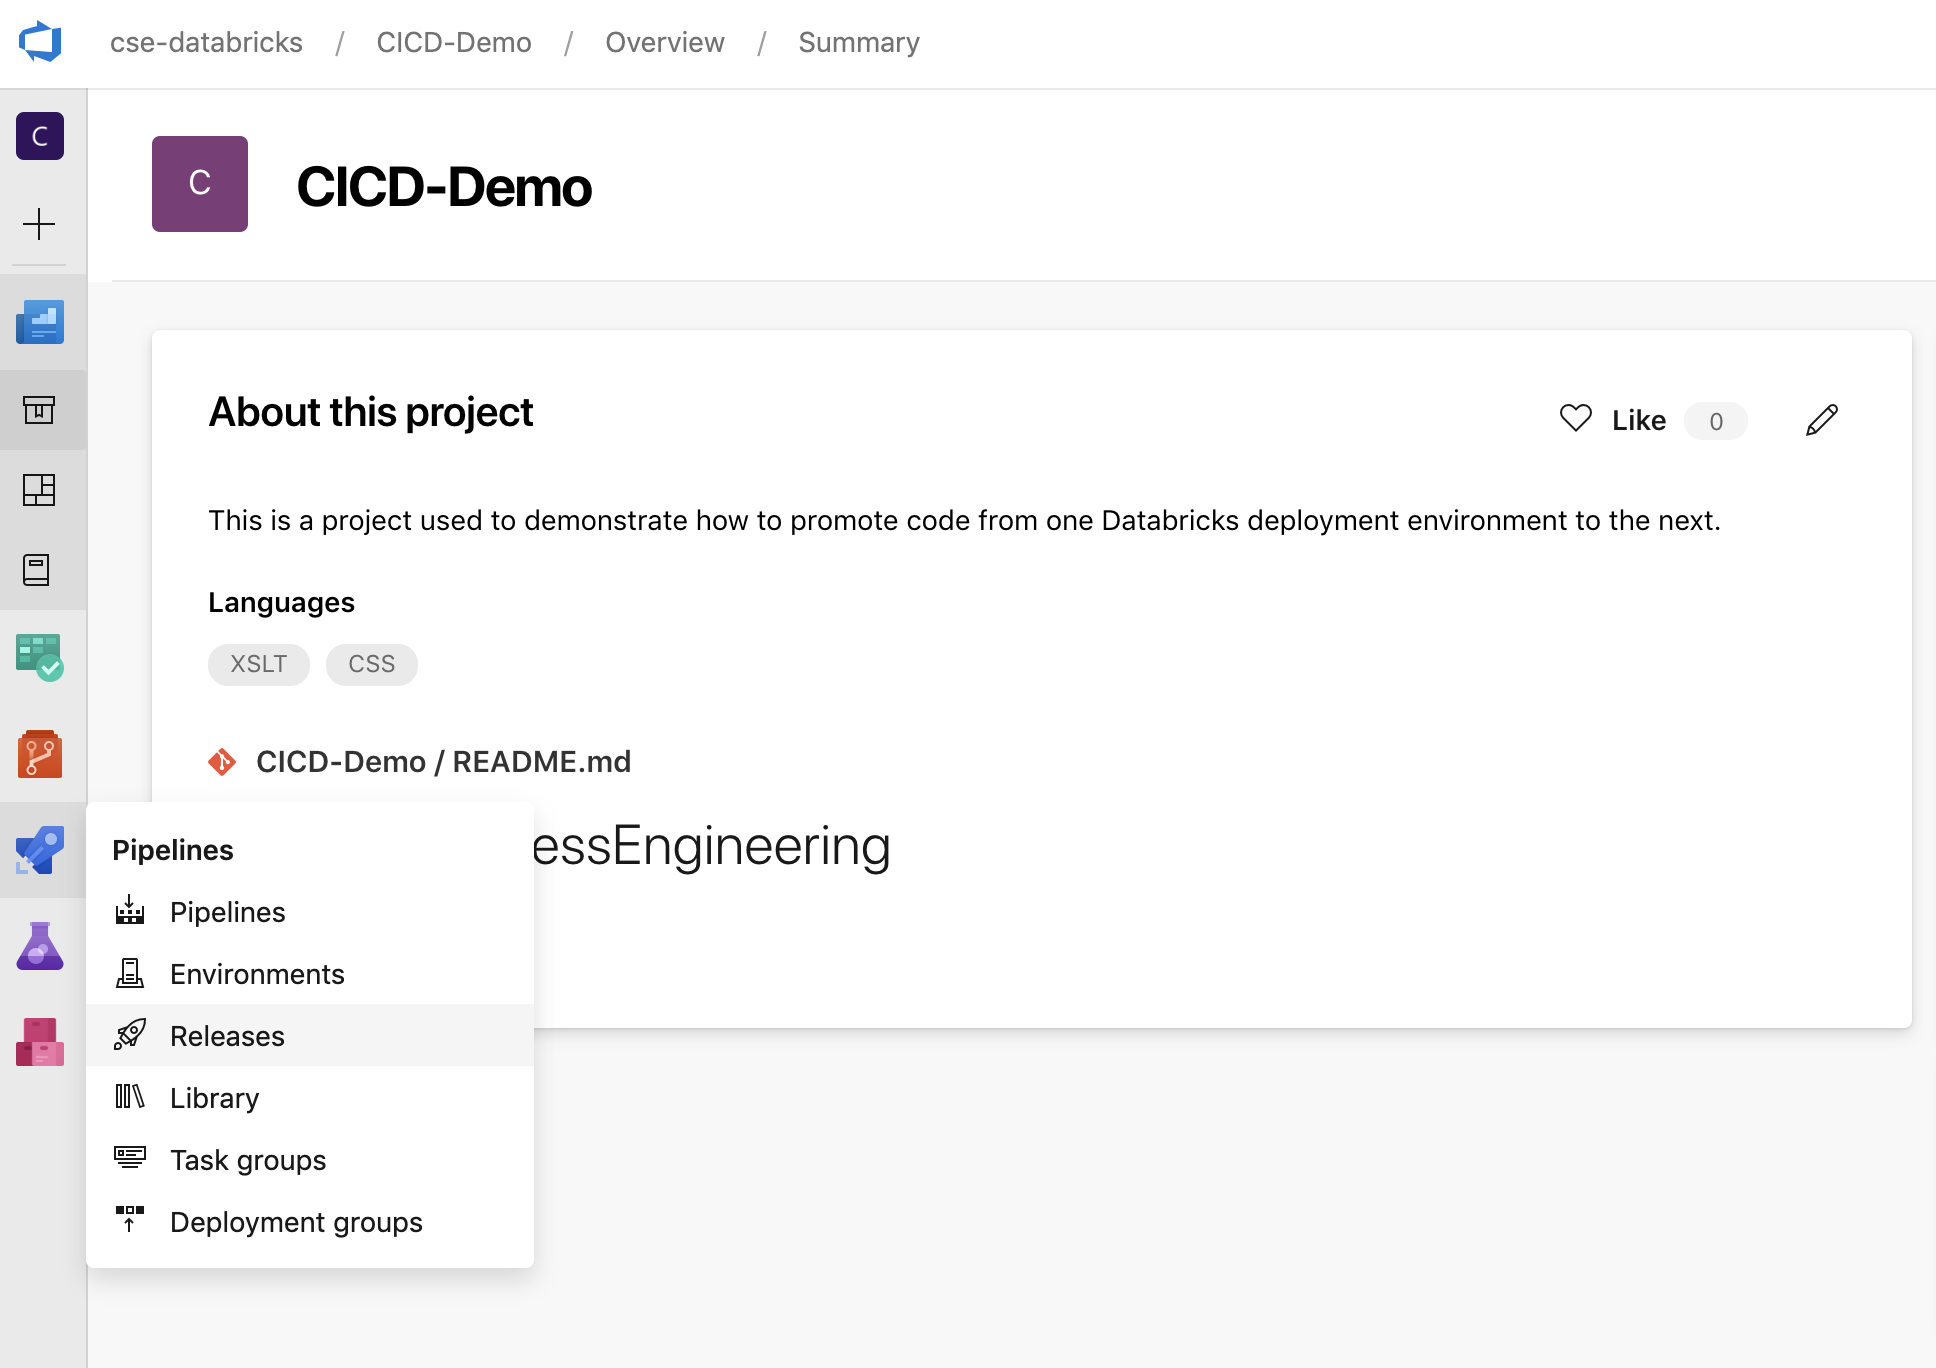 cse-databricks / CICD-Demo / Overview / Summary
C
C CICD-Demo
About this project
Like 0
This is a project used to demonstrate how to promote code from one Databricks deployment environment to the next.
Languages
XSLT CSS
CICD-Demo / README.md
essEngineering
Pipelines
Pipelines
Environments
Releases
Library
Task groups
Deployment groups